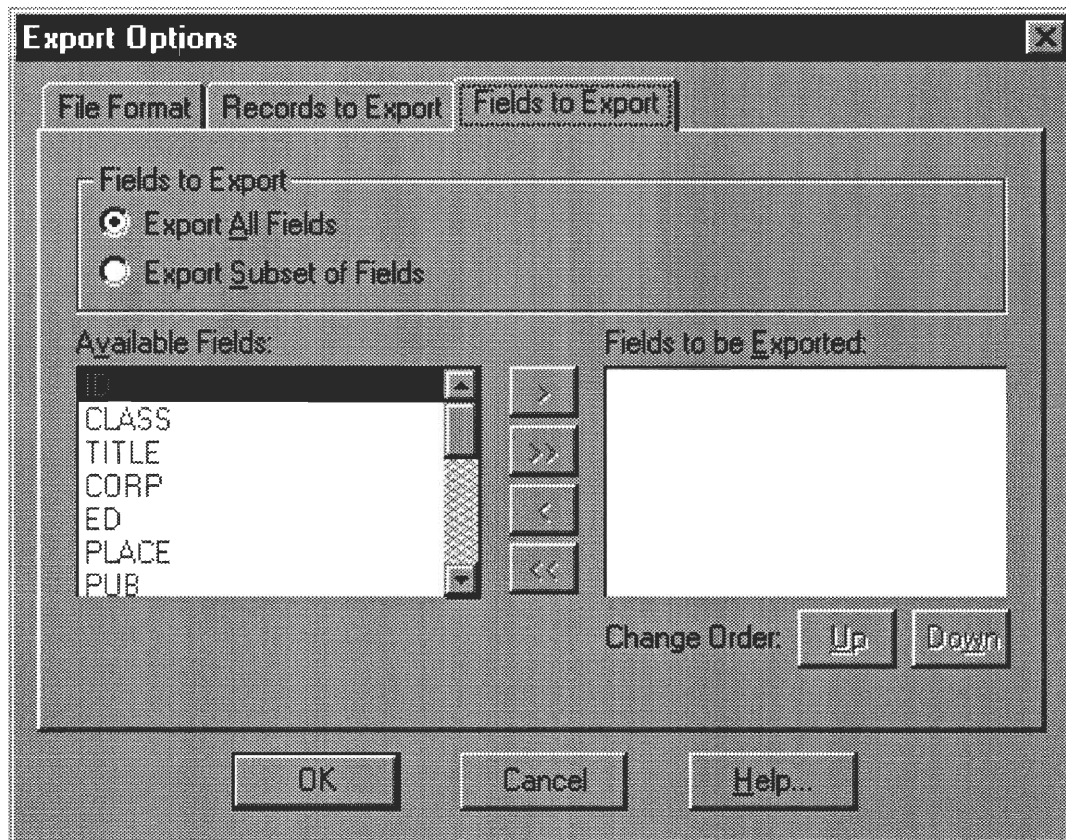 Export Options
File Format Records to Export Fields to Export
Fields to Export
Export All Fields
Export Subset of Fields
Available Fields: Fields to be Exported:
ID
>
CLASS
TITLE
>>
CORP
ED
<
PLACE
<<
PUB
Change Order: Up Down
OK Cancel Help...